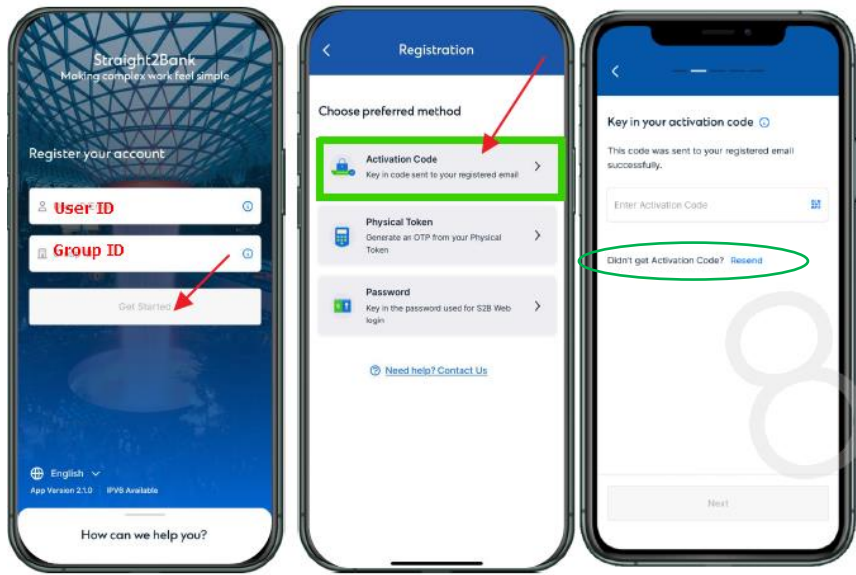 Straight2Bank
Making complex work feel simple
Register your account
User ID
Group ID
Get Started
English
App Version 2.1.0 IPV6 Available
How can we help you?
Registration
Choose preferred method
Activation Code
Key in code sent to your registered email
Physical Token
Generate an OTP from your Physical
Token
Password
Key in the password used for S2B Web
login
Need help? Contact Us
Key in your activation code
This code was sent to your registered email
successfully.
Enter Activation Code
Didn't get Activation Code? Resend
Next